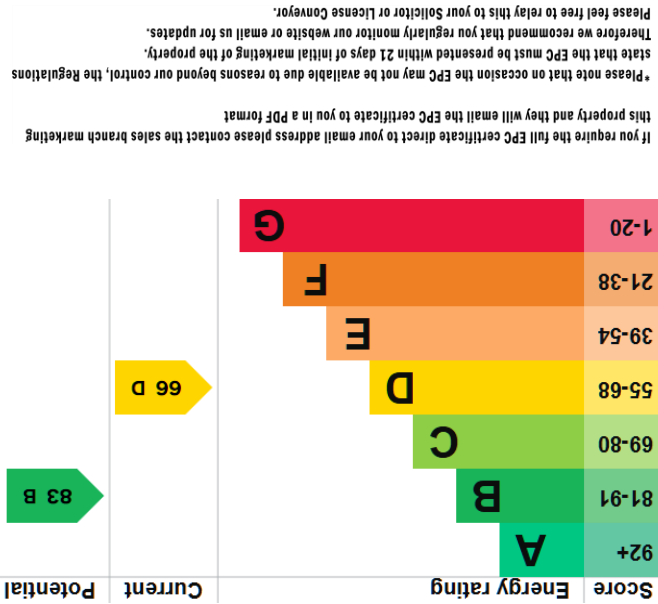 Score Energy rating Current Potential
92+ A
81-91 B 83 B
69-80 C
55-68 D 66 D
39-54 E
21-38 F
1-20 G
If you require the full EPC certificate direct to your email address please contact the sales branch marketing
this property and they will email the EPC certificate to you in a PDF format
*Please note that on occasion the EPC may not be available due to reasons beyond our control, the Regulations
state that the EPC must be presented within 21 days of initial marketing of the property.
Therefore we recommend that you regularly monitor our website or email us for updates.
Please feel free to relay this to your Solicitor or License Conveyor.